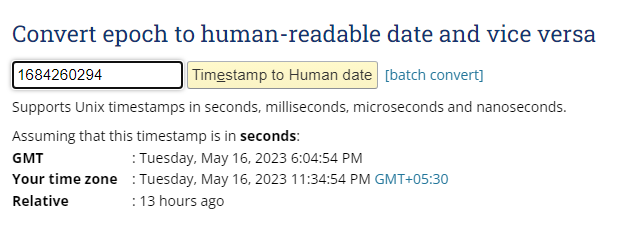 Convert epoch to human-readable date and vice versa
1684260294 Timestamp to Human date [batch convert]
Supports Unix timestamps in seconds, milliseconds, microseconds and nanoseconds.
Assuming that this timestamp is in seconds:
GMT : Tuesday, May 16, 2023 6:04:54 PM
Your time zone : Tuesday, May 16, 2023 11:34:54 PM GMT+05:30
Relative : 13 hours ago